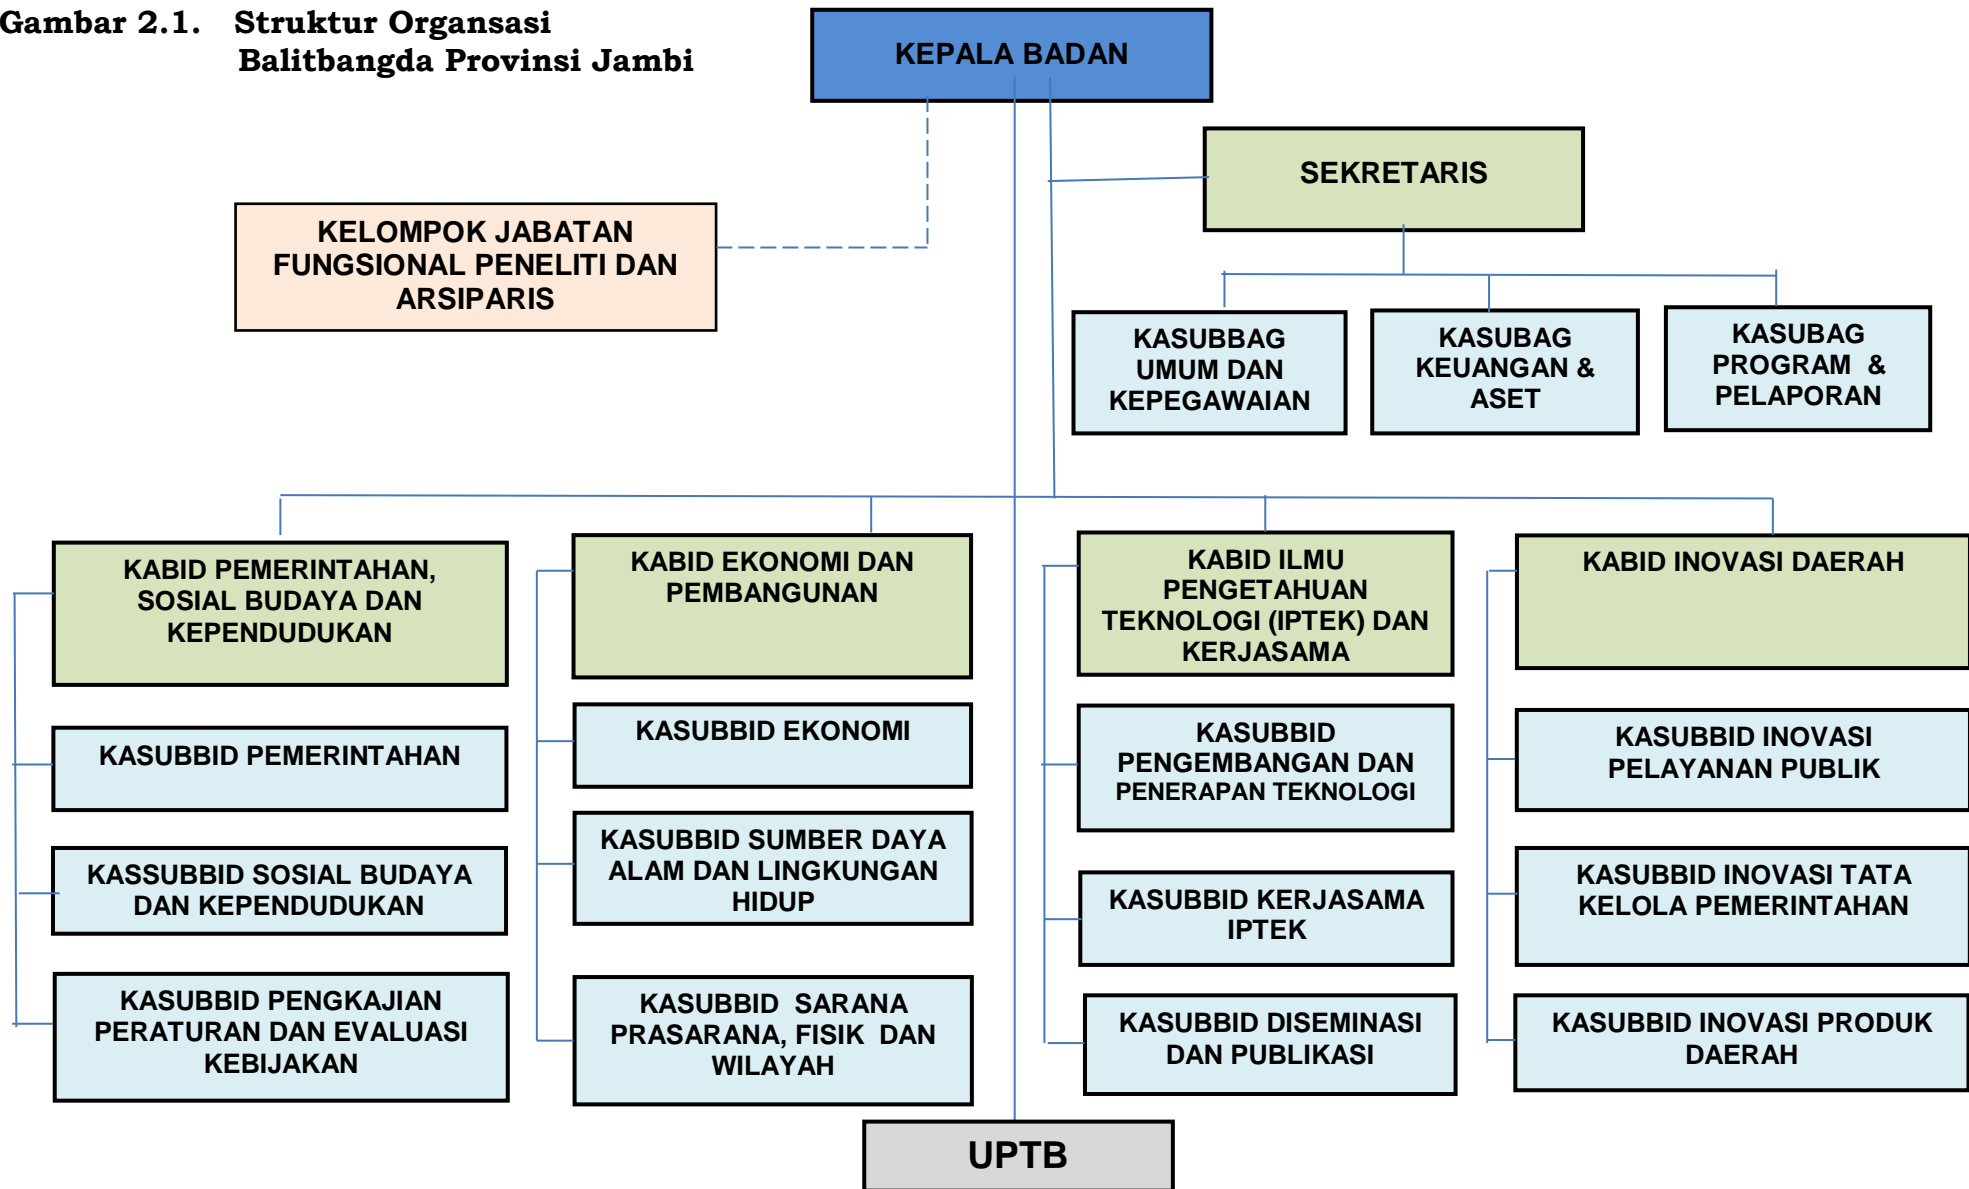 Gambar 2.1. Struktur Organsasi
Balitbangda Provinsi Jambi
KEPALA BADAN
SEKRETARIS
KELOMPOK JABATAN
FUNGSIONAL PENELITI DAN
ARSIPARIS
KASUBBAG
UMUM DAN
KEPEGAWAIAN
KASUBAG
KEUANGAN &
ASET
KASUBAG
PROGRAM &
PELAPORAN
KABID PEMERINTAHAN,
SOSIAL BUDAYA DAN
KEPENDUDUKAN
KASUBBID PEMERINTAHAN
KASSUBBID SOSIAL BUDAYA
DAN KEPENDUDUKAN
KASUBBID PENGKAJIAN
PERATURAN DAN EVALUASI
KEBIJAKAN
KABID EKONOMI DAN
PEMBANGUNAN
KASUBBID EKONOMI
KASUBBID SUMBER DAYA
ALAM DAN LINGKUNGAN
HIDUP
KASUBBID SARANA
PRASARANA, FISIK DAN
WILAYAH
KABID ILMU
PENGETAHUAN
TEKNOLOGI (IPTEK) DAN
KERJASAMA
KASUBBID
PENGEMBANGAN DAN
PENERAPAN TEKNOLOGI
KASUBBID KERJASAMA
IPTEK
KASUBBID DISEMINASI
DAN PUBLIKASI
KABID INOVASI DAERAH
KASUBBID INOVASI
PELAYANAN PUBLIK
KASUBBID INOVASI TATA
KELOLA PEMERINTAHAN
KASUBBID INOVASI PRODUK
DAERAH
UPTB